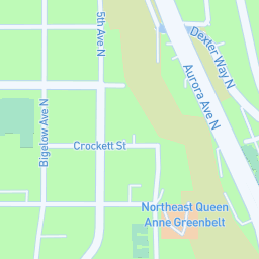 5th Ave N
Dexter Way N
Aurora Ave N
Bigelow Ave N
Crockett St
Northeast Queen
Anne Greenbelt